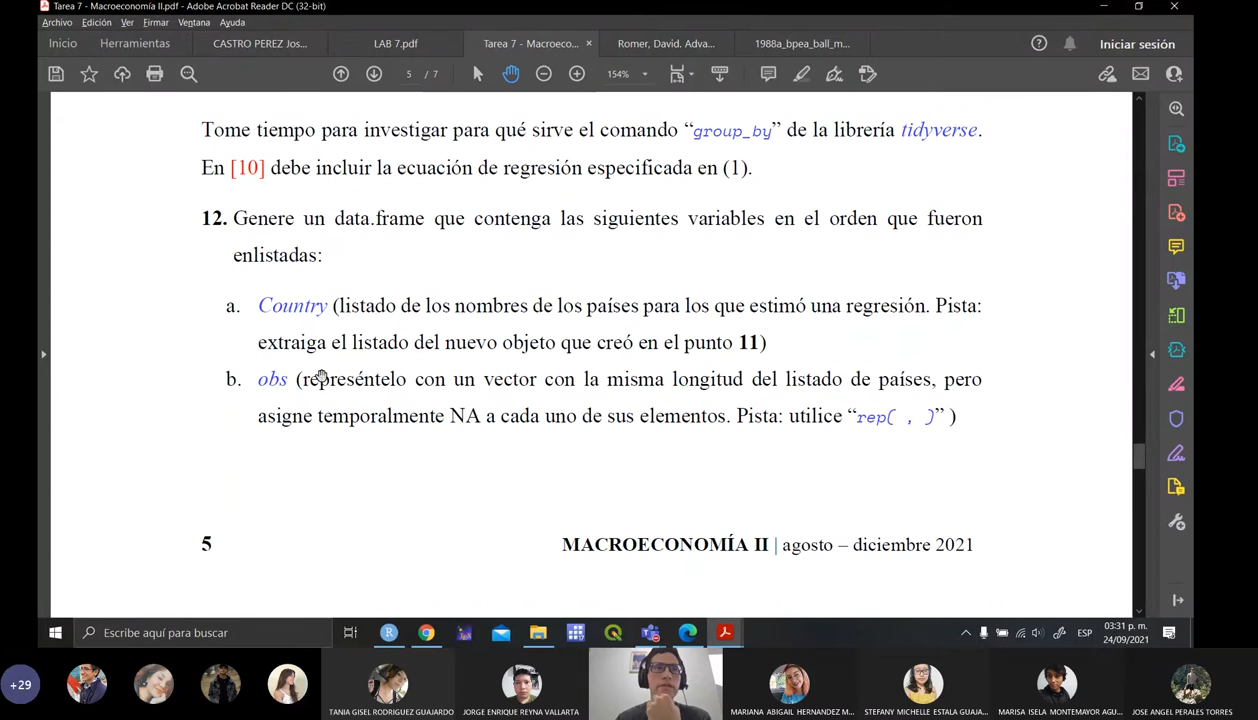 Tarea 7 - Macroeconomía II.pdf - Adobe Acrobat Reader DC (32-bit)
Archivo Edición Ver Firmar Ventana Ayuda
Inicio Herramientas CASTRO PEREZ Jos... LAB 7.pdf Tarea 7 - Macroeco... × Romer, David. Adva... 1988a_bpea_ball_m... Iniciar sesión
5 / 7 154%
Tome tiempo para investigar para qué sirve el comando “group_by” de la librería tidyverse.
En [10] debe incluir la ecuación de regresión especificada en (1).
12. Genere un data.frame que contenga las siguientes variables en el orden que fueron
enlistadas:
a. Country (listado de los nombres de los países para los que estimó una regresión. Pista:
extraiga el listado del nuevo objeto que creó en el punto 11)
b. obs (represéntelo con un vector con la misma longitud del listado de países, pero
asigne temporalmente NA a cada uno de sus elementos. Pista: utilice “rep( , )” )
5 MACROECONOMÍA II | agosto – diciembre 2021
Escribe aquí para buscar
ESP
03:31 p. m.
24/09/2021
+29
TANIA GISEL RODRIGUEZ GUAJARDO
JORGE ENRIQUE REYNA VALLARTA
MARIANA ABIGAIL HERNANDEZ M...
STEFANY MICHELLE ESTALA GUAJA...
MARISA ISELA MONTEMAYOR AGU...
JOSE ANGEL PERALES TORRES